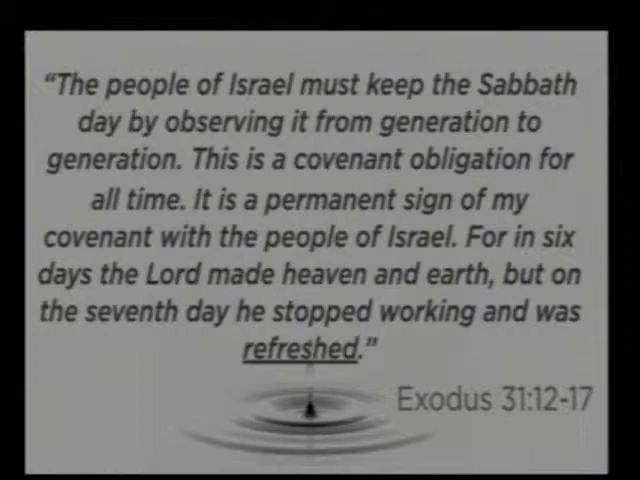 “The people of Israel must keep the Sabbath
day by observing it from generation to
generation. This is a covenant obligation for
all time. It is a permanent sign of my
covenant with the people of Israel. For in six
days the Lord made heaven and earth, but on
the seventh day he stopped working and was
refreshed.”
Exodus 31:12-17